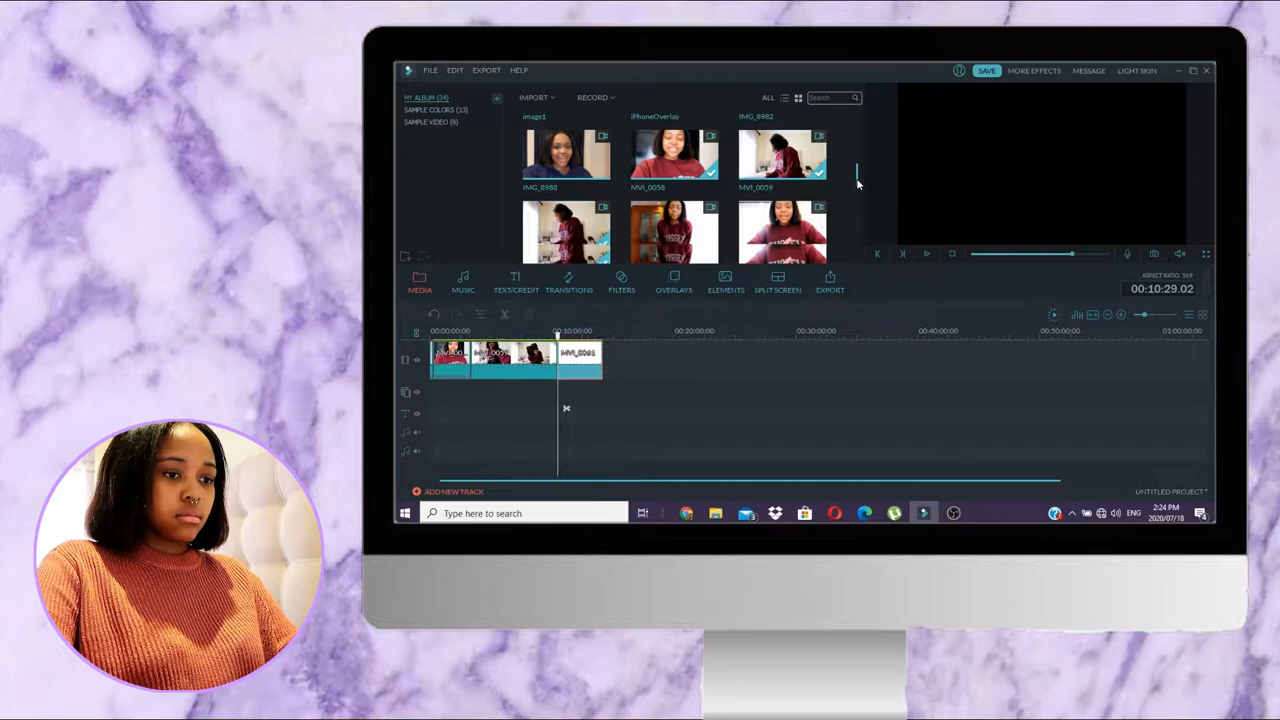 FILE EDIT EXPORT HELP SAVE MORE EFFECTS MESSAGE LIGHT SKIN
MY ALBUM (34)
SAMPLE COLORS (13)
SAMPLE VIDEO (9)
IMPORT RECORD ALL Search
image1 iPhoneOverlay IMG_8982
IMG_8988 MVI_0058 MVI_0059
MEDIA MUSIC TEXT/CREDIT TRANSITIONS FILTERS OVERLAYS ELEMENTS SPLIT SCREEN EXPORT
ASPECT RATIO: 16:9
00:10:29.02
00:00:00:00 00:10:00:00 00:20:00:00 00:30:00:00 00:40:00:00 00:50:00:00 01:00:00:00
MVI_00... MVI_0059 MVI_0061
ADD NEW TRACK UNTITLED PROJECT*
Type here to search ENG 2:24 PM
2020/07/18